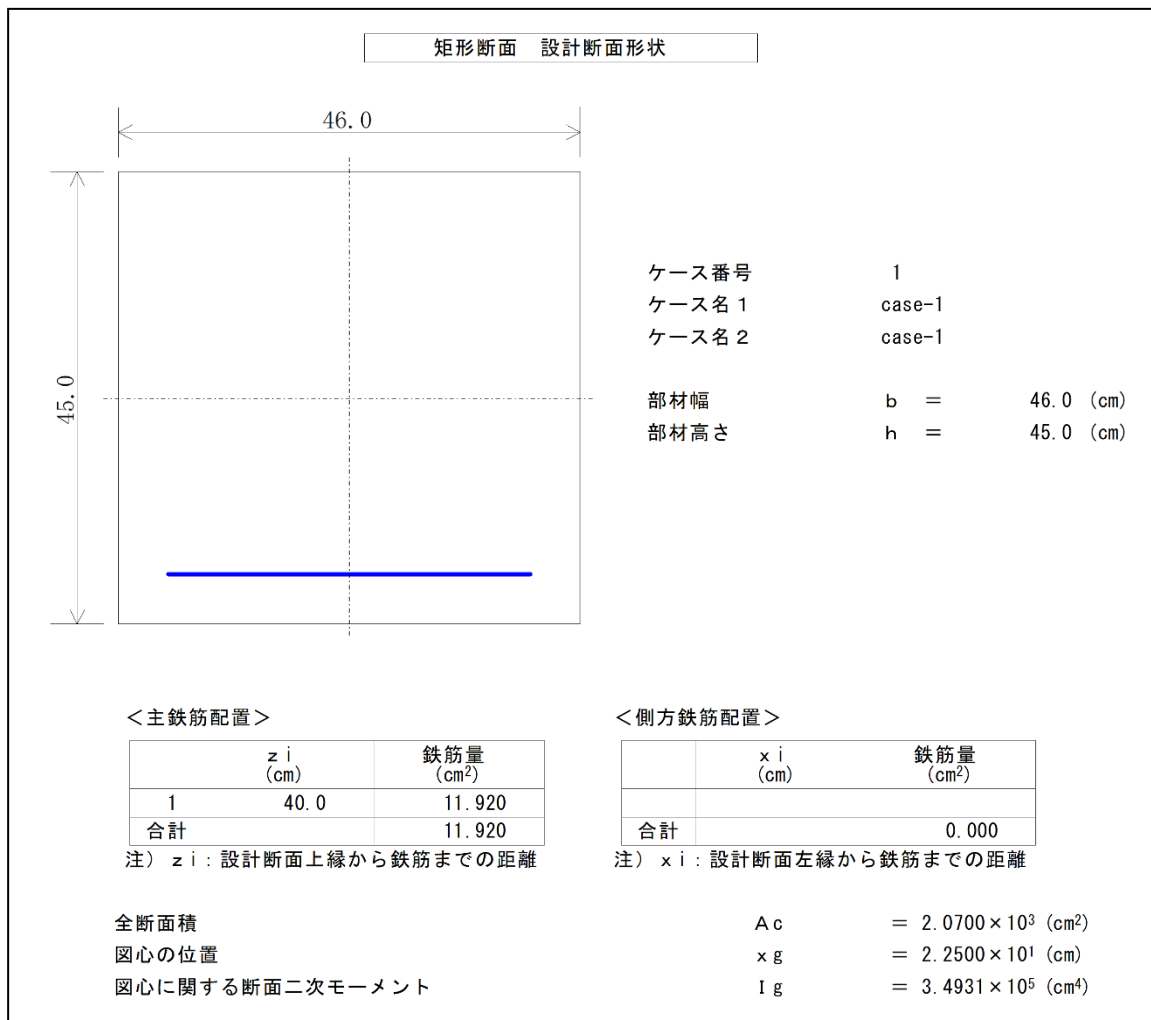 矩形断面　設計断面形状
46.0
45.0
ケース番号 1
ケース名１ case-1
ケース名２ case-1
部材幅 ｂ ＝ 46.0 (cm)
部材高さ ｈ ＝ 45.0 (cm)
＜主鉄筋配置＞
ｚｉ 鉄筋量
(cm) (cm²)
1 40.0 11.920
合計 11.920
注）ｚｉ：設計断面上縁から鉄筋までの距離
＜側方鉄筋配置＞
ｘｉ 鉄筋量
(cm) (cm²)
合計 0.000
注）ｘｉ：設計断面左縁から鉄筋までの距離
全断面積 Ａｃ ＝ 2.0700×10³ (cm²)
図心の位置 ｘｇ ＝ 2.2500×10¹ (cm)
図心に関する断面二次モーメント Ｉｇ ＝ 3.4931×10⁵ (cm⁴)